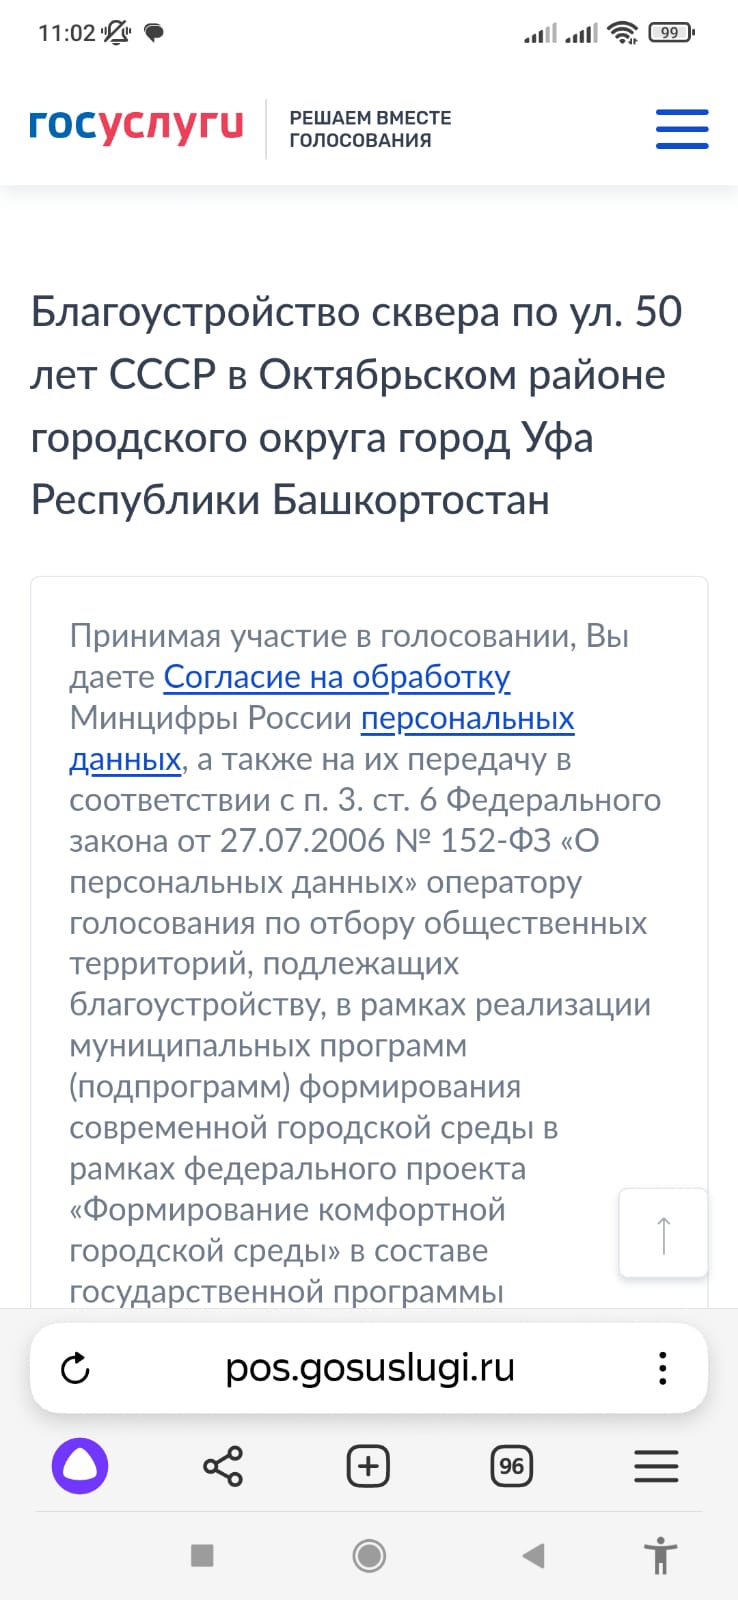 11:02
99
госуслуги
РЕШАЕМ ВМЕСТЕ
ГОЛОСОВАНИЯ
Благоустройство сквера по ул. 50
лет СССР в Октябрьском районе
городского округа город Уфа
Республики Башкортостан
Принимая участие в голосовании, Вы
даете Согласие на обработку
Минцифры России персональных
данных, а также на их передачу в
соответствии с п. 3. ст. 6 Федерального
закона от 27.07.2006 № 152-ФЗ «О
персональных данных» оператору
голосования по отбору общественных
территорий, подлежащих
благоустройству, в рамках реализации
муниципальных программ
(подпрограмм) формирования
современной городской среды в
рамках федерального проекта
«Формирование комфортной
городской среды» в составе
государственной программы
pos.gosuslugi.ru
96